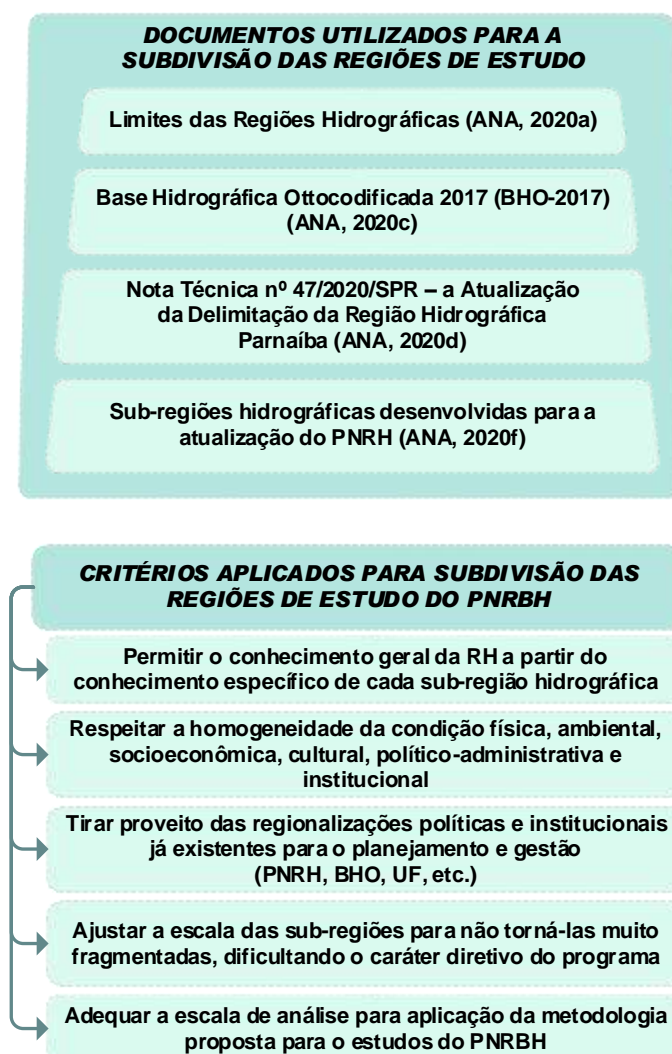 DOCUMENTOS UTILIZADOS PARA A
SUBDIVISÃO DAS REGIÕES DE ESTUDO
Limites das Regiões Hidrográficas (ANA, 2020a)
Base Hidrográfica Ottocodificada 2017 (BHO-2017)
(ANA, 2020c)
Nota Técnica nº 47/2020/SPR – a Atualização
da Delimitação da Região Hidrográfica
Parnaíba (ANA, 2020d)
Sub-regiões hidrográficas desenvolvidas para a
atualização do PNRH (ANA, 2020f)
CRITÉRIOS APLICADOS PARA SUBDIVISÃO DAS
REGIÕES DE ESTUDO DO PNRBH
Permitir o conhecimento geral da RH a partir do
conhecimento específico de cada sub-região hidrográfica
Respeitar a homogeneidade da condição física, ambiental,
socioeconômica, cultural, político-administrativa e
institucional
Tirar proveito das regionalizações políticas e institucionais
já existentes para o planejamento e gestão
(PNRH, BHO, UF, etc.)
Ajustar a escala das sub-regiões para não torná-las muito
fragmentadas, dificultando o caráter diretivo do programa
Adequar a escala de análise para aplicação da metodologia
proposta para o estudos do PNRBH